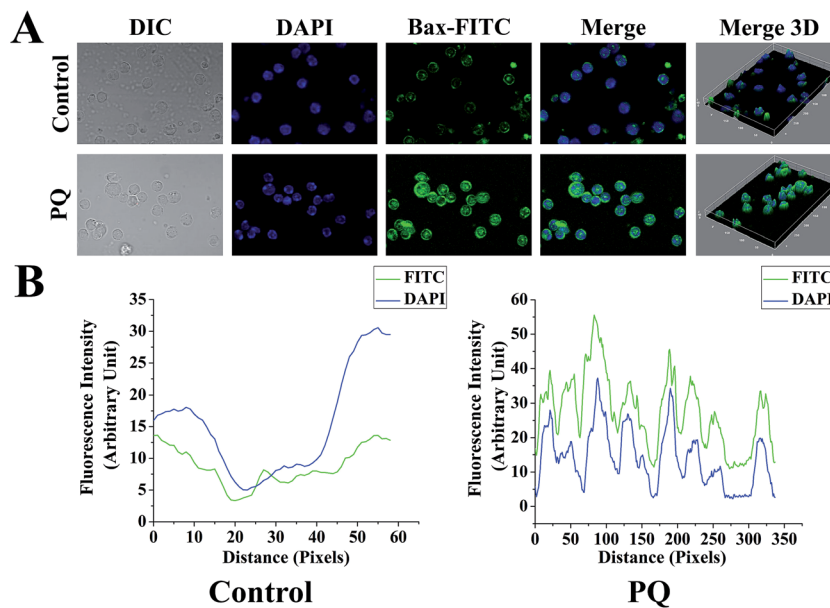 A
DIC DAPI Bax-FITC Merge Merge 3D
Control
PQ
B
FITC
DAPI
Fluorescence Intensity
(Arbitrary Unit)
35
30
25
20
15
10
5
0
0 10 20 30 40 50 60
Distance (Pixels)
Control
FITC
DAPI
Fluorescence Intensity
(Arbitrary Unit)
60
50
40
30
20
10
0
0 50 100 150 200 250 300 350
Distance (Pixels)
PQ